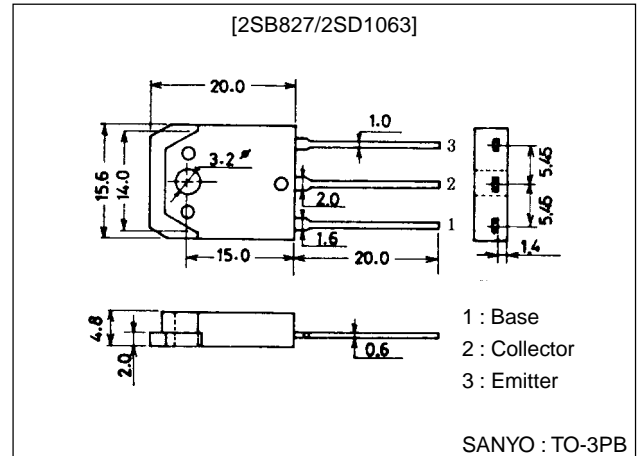 [2SB827/2SD1063]
20.0
1.0
3
3.2 ø
2
15.6
14.0
2.0
1
1.6
15.0
20.0
5.45
5.45
1.4
4.8
2.0
0.6
1 : Base
2 : Collector
3 : Emitter
SANYO : TO-3PB